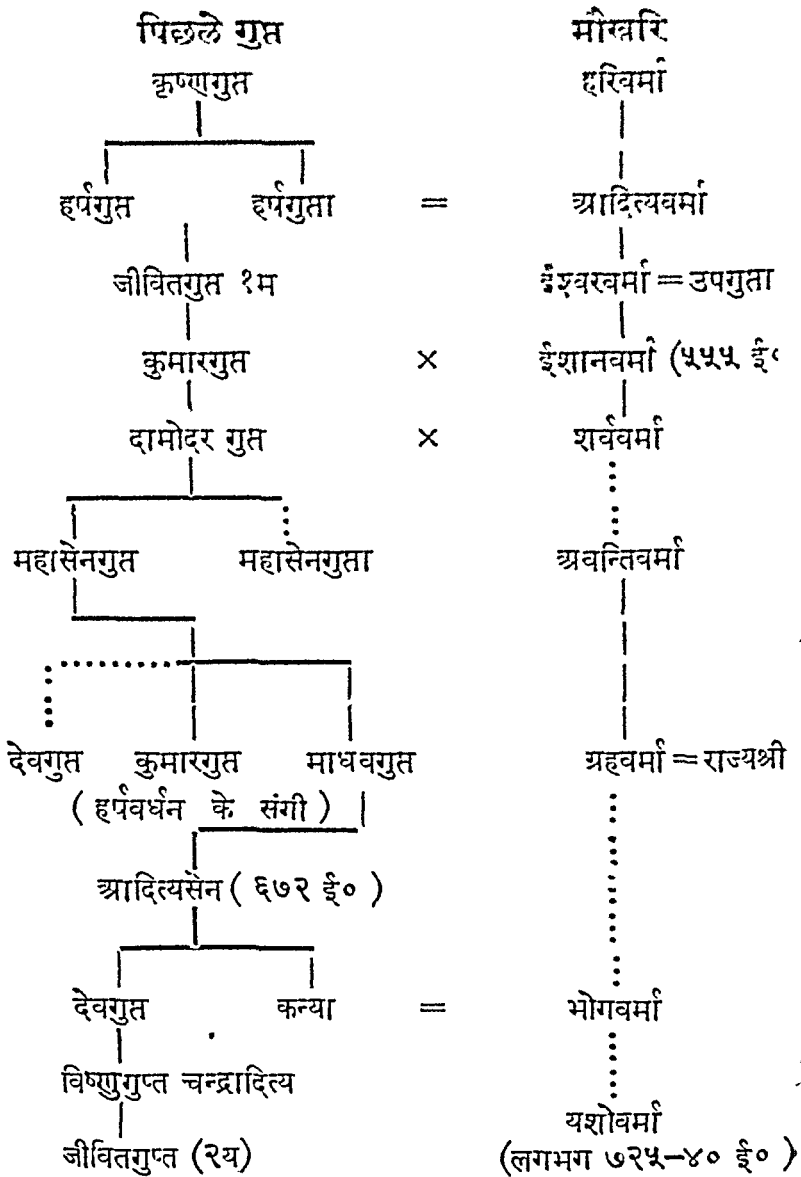 पिछले गुप्त मौखरि
कृष्णगुप्त हरिवर्मा
हर्षगुप्त हर्षगुप्ता = आदित्यवर्मा
जीवितगुप्त १म ईश्वरवर्मा = उपगुप्ता
कुमारगुप्त × ईशानवर्मा (५५५ ई०
दामोदर गुप्त × शर्ववर्मा
महासेनगुप्त महासेनगुप्ता अवन्तिवर्मा
देवगुप्त कुमारगुप्त माधवगुप्त ग्रहवर्मा = राज्यश्री
( हर्षवर्धन के संगी )
आदित्यसेन ( ६७२ ई० )
देवगुप्त कन्या = भोगवर्मा
विष्णुगुप्त चन्द्रादित्य
यशोवर्मा
जीवितगुप्त (२य) (लगभग ७२५–४० ई० )